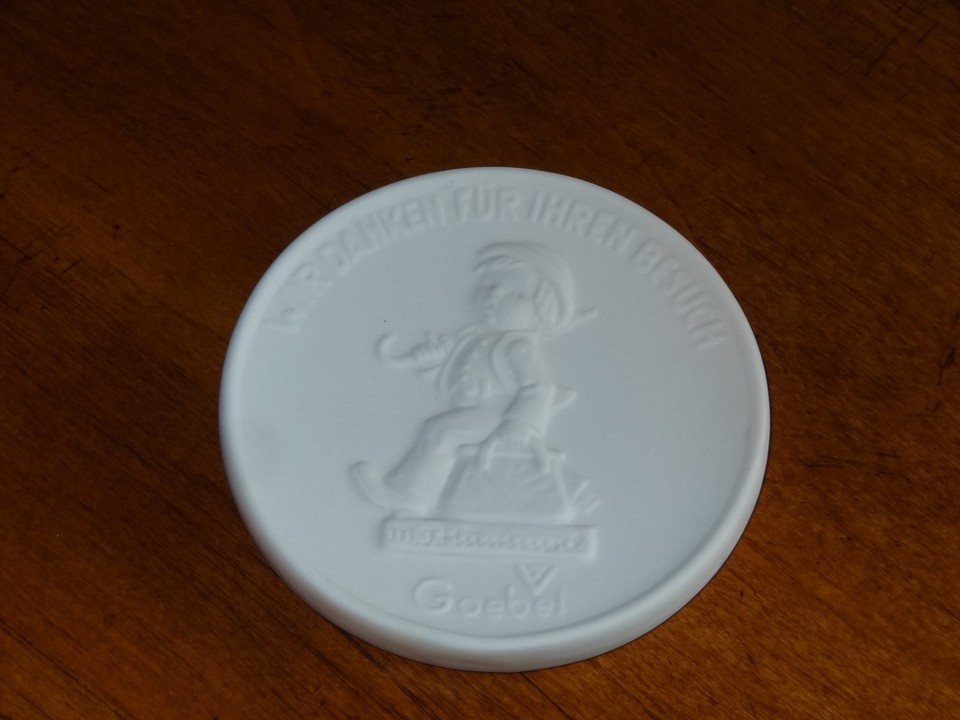 WIR DANKEN FÜR IHREN BESUCH
M.J.Hummel
Goebel